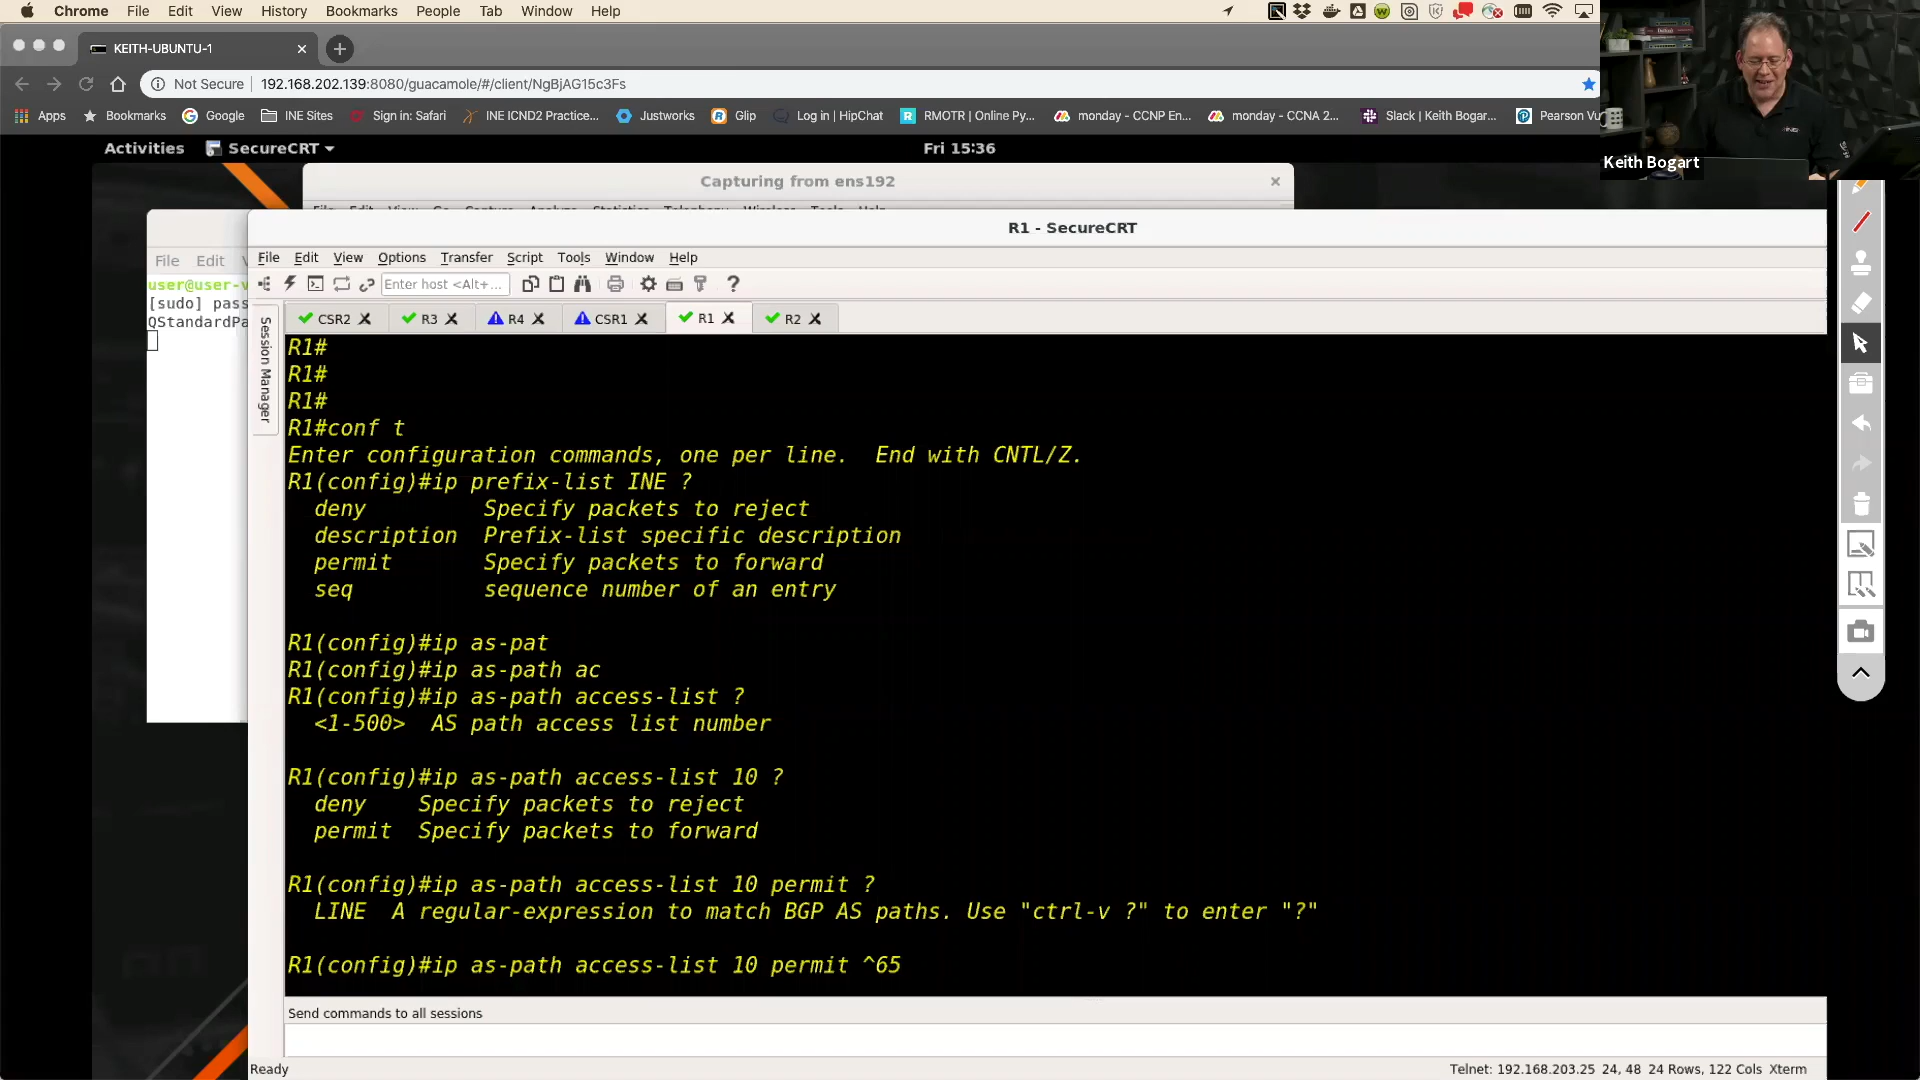 Chrome File Edit View History Bookmarks People Tab Window Help
KEITH-UBUNTU-1
Not Secure 192.168.202.139:8080/guacamole/#/client/NgBjAG15c3Fs
Apps Bookmarks Google INE Sites Sign in: Safari INE ICND2 Practice... Justworks Glip Log in | HipChat RMOTR | Online Py... monday - CCNP En... monday - CCNA 2... Slack | Keith Bogar... Pearson Vu
Keith Bogart
Activities SecureCRT Fri 15:36
Capturing from ens192
File Edit View Go Capture Analyze Statistics Telephony Wireless Tools Help
R1 - SecureCRT
File Edit
user@user-v
[sudo] pass
QStandardPa
File Edit View Options Transfer Script Tools Window Help
Enter host <Alt+...
Session Manager
CSR2 R3 R4 CSR1 R1 R2
R1#
R1#
R1#
R1#conf t
Enter configuration commands, one per line.  End with CNTL/Z.
R1(config)#ip prefix-list INE ?
deny         Specify packets to reject
description  Prefix-list specific description
permit       Specify packets to forward
seq          sequence number of an entry
R1(config)#ip as-pat
R1(config)#ip as-path ac
R1(config)#ip as-path access-list ?
<1-500>  AS path access list number
R1(config)#ip as-path access-list 10 ?
deny    Specify packets to reject
permit  Specify packets to forward
R1(config)#ip as-path access-list 10 permit ?
LINE  A regular-expression to match BGP AS paths. Use "ctrl-v ?" to enter "?"
R1(config)#ip as-path access-list 10 permit ^65
Send commands to all sessions
Ready Telnet: 192.168.203.25 24, 48 24 Rows, 122 Cols Xterm